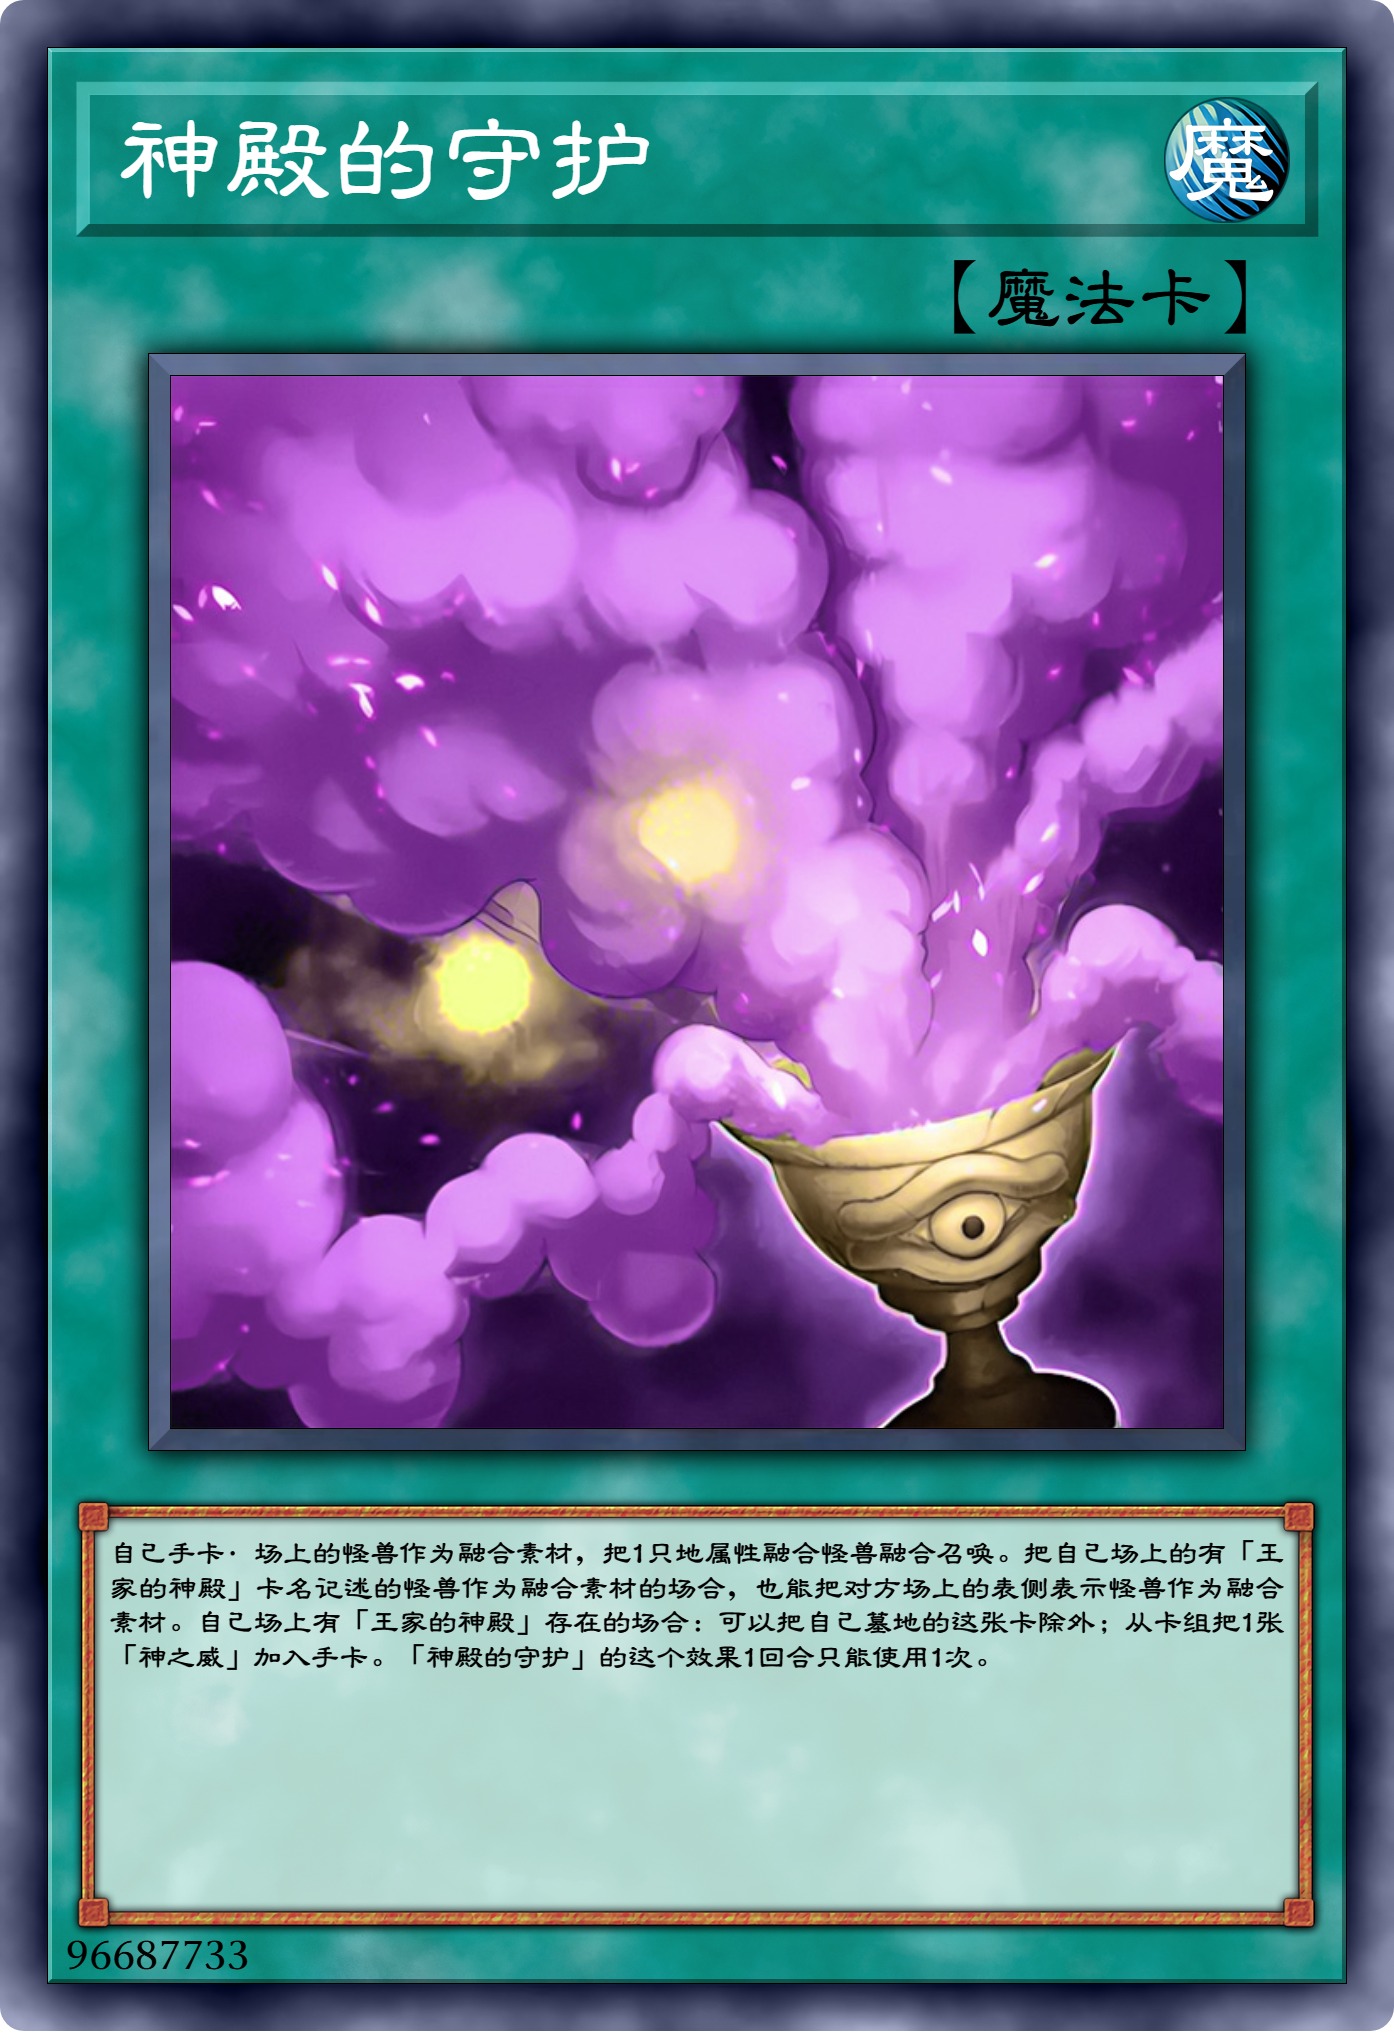 神殿的守护
魔
【魔法卡】
自己手卡·场上的怪兽作为融合素材，把1只地属性融合怪兽融合召唤。把自己场上的有「王
家的神殿」卡名记述的怪兽作为融合素材的场合，也能把对方场上的表侧表示怪兽作为融合
素材。自己场上有「王家的神殿」存在的场合：可以把自己墓地的这张卡除外；从卡组把1张
「神之威」加入手卡。「神殿的守护」的这个效果1回合只能使用1次。
96687733